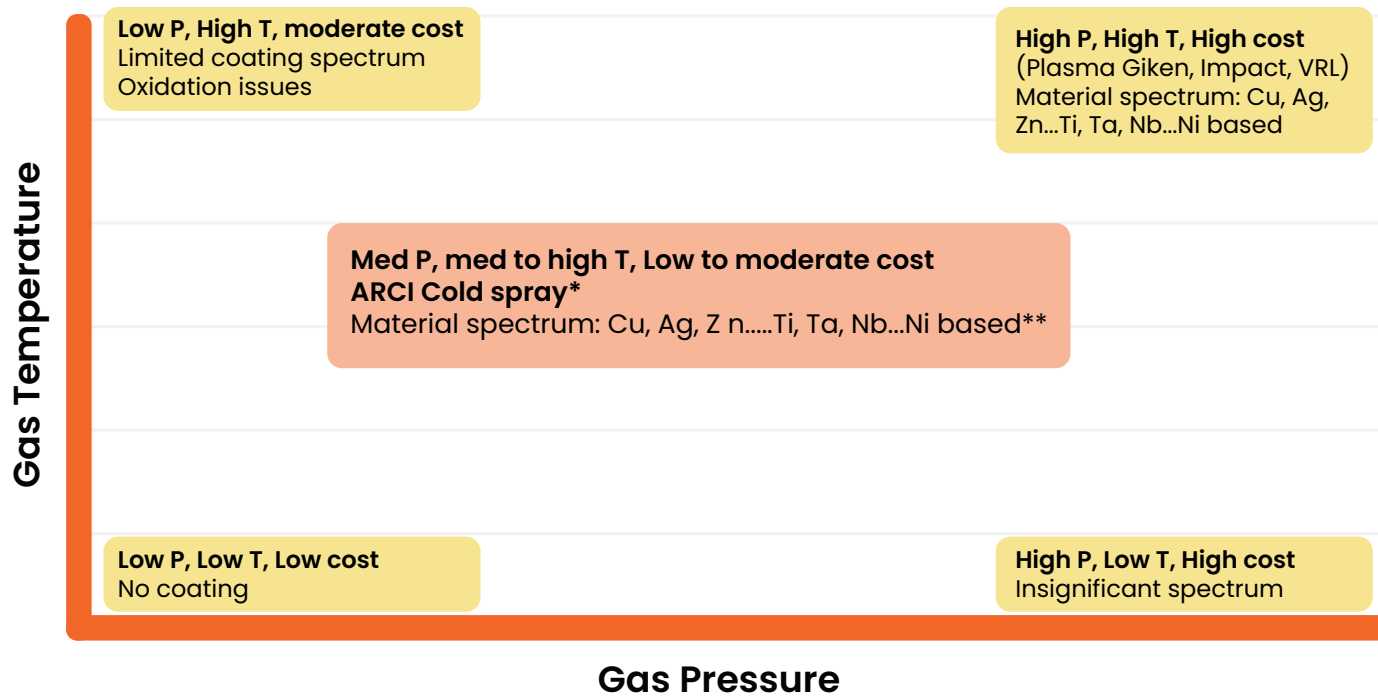 Low P, High T, moderate cost
Limited coating spectrum
Oxidation issues
High P, High T, High cost
(Plasma Giken, Impact, VRL)
Material spectrum: Cu, Ag,
Zn...Ti, Ta, Nb...Ni based
Gas Temperature
Med P, med to high T, Low to moderate cost
ARCI Cold spray*
Material spectrum: Cu, Ag, Z n.....Ti, Ta, Nb...Ni based**
Low P, Low T, Low cost
No coating
High P, Low T, High cost
Insignificant spectrum
Gas Pressure